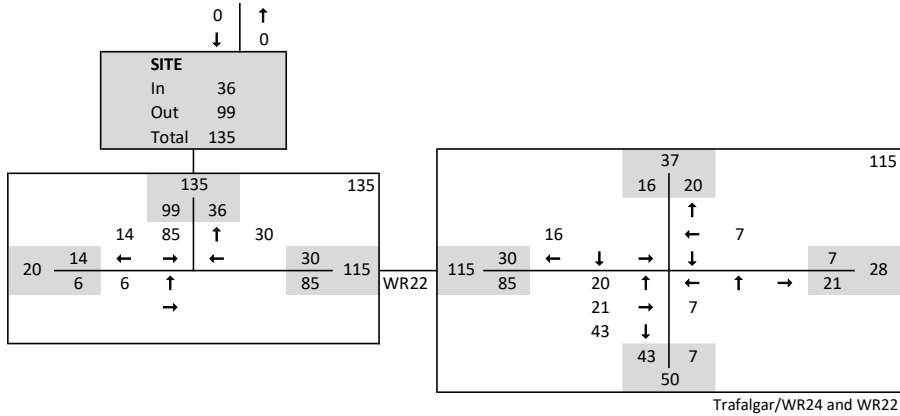 0 ↑
↓ 0
SITE
In 36
Out 99
Total 135
135 135
99 36
14 85 ↑ 30
← → ←
20 14 30 115
6 6 ↑ 85
→
WR22
37 115
16 20
↑
16 ← 7
← ↓ → ↓
115 30 7 28
85 20 ↑ ← ↑ → 21
21 → 7
43 ↓
43 7
50
Trafalgar/WR24 and WR22